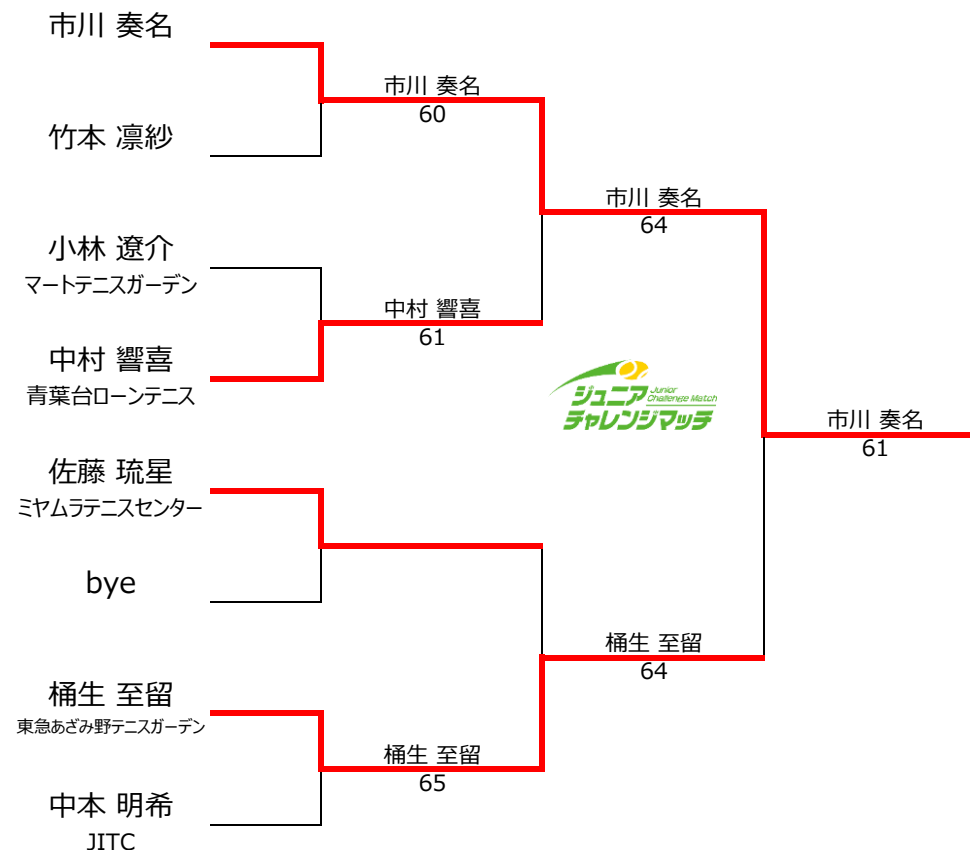 市川 奏名
竹本 凛紗
小林 遼介
マートテニスガーデン
中村 響喜
青葉台ローンテニス
佐藤 琉星
ミヤムラテニスセンター
bye
桶生 至留
東急あざみ野テニスガーデン
中本 明希
JITC
市川 奏名
60
中村 響喜
61
桶生 至留
65
市川 奏名
64
ジュニア Junior
チャレンジマッチ Challenge Match
桶生 至留
64
市川 奏名
61